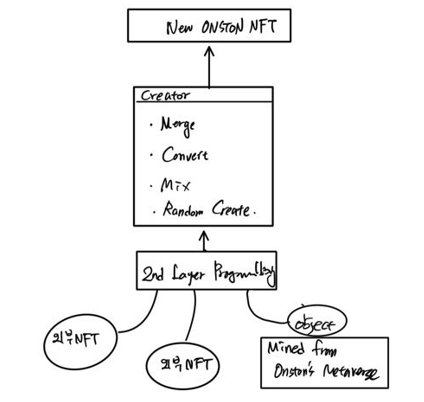 New ONSTON NFT
Creator
· Merge
· Convert
· Mix
· Random Create.
2nd Layer
외부NFT
외부NFT
object
Mined from
Onston's Metaverse